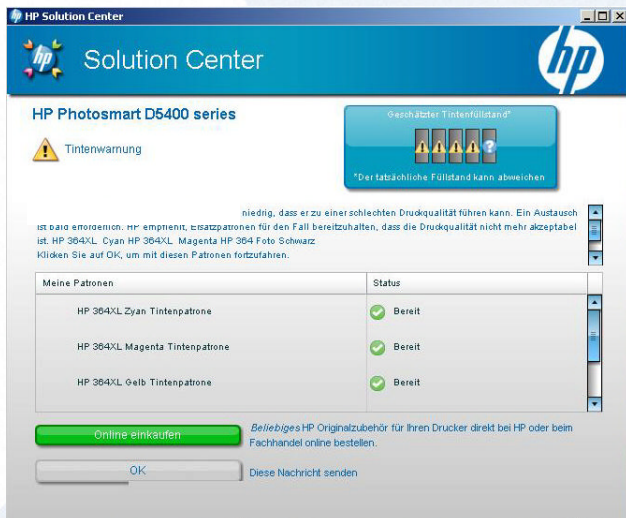 HP Solution Center
hp
Solution Center
hp
HP Photosmart D5400 series
Tintenwarnung
Geschätzter Tintenfüllstand*
?
*Der tatsächliche Füllstand kann abweichen
niedrig, dass er zu einer schlechten Druckqualität führen kann. Ein Austausch
ist bald erforderlich. HP empfiehlt, Ersatzpatronen für den Fall bereitzuhalten, dass die Druckqualität nicht mehr akzeptabel
ist. HP 364XL Cyan HP 364XL Magenta HP 364 Foto Schwarz
Klicken Sie auf OK, um mit diesen Patronen fortzufahren.
Meine Patronen Status
HP 364XL Zyan Tintenpatrone Bereit
HP 364XL Magenta Tintenpatrone Bereit
HP 364XL Gelb Tintenpatrone Bereit
Online einkaufen
Beliebiges HP Originalzubehör für Ihren Drucker direkt bei HP oder beim
Fachhandel online bestellen.
OK
Diese Nachricht senden